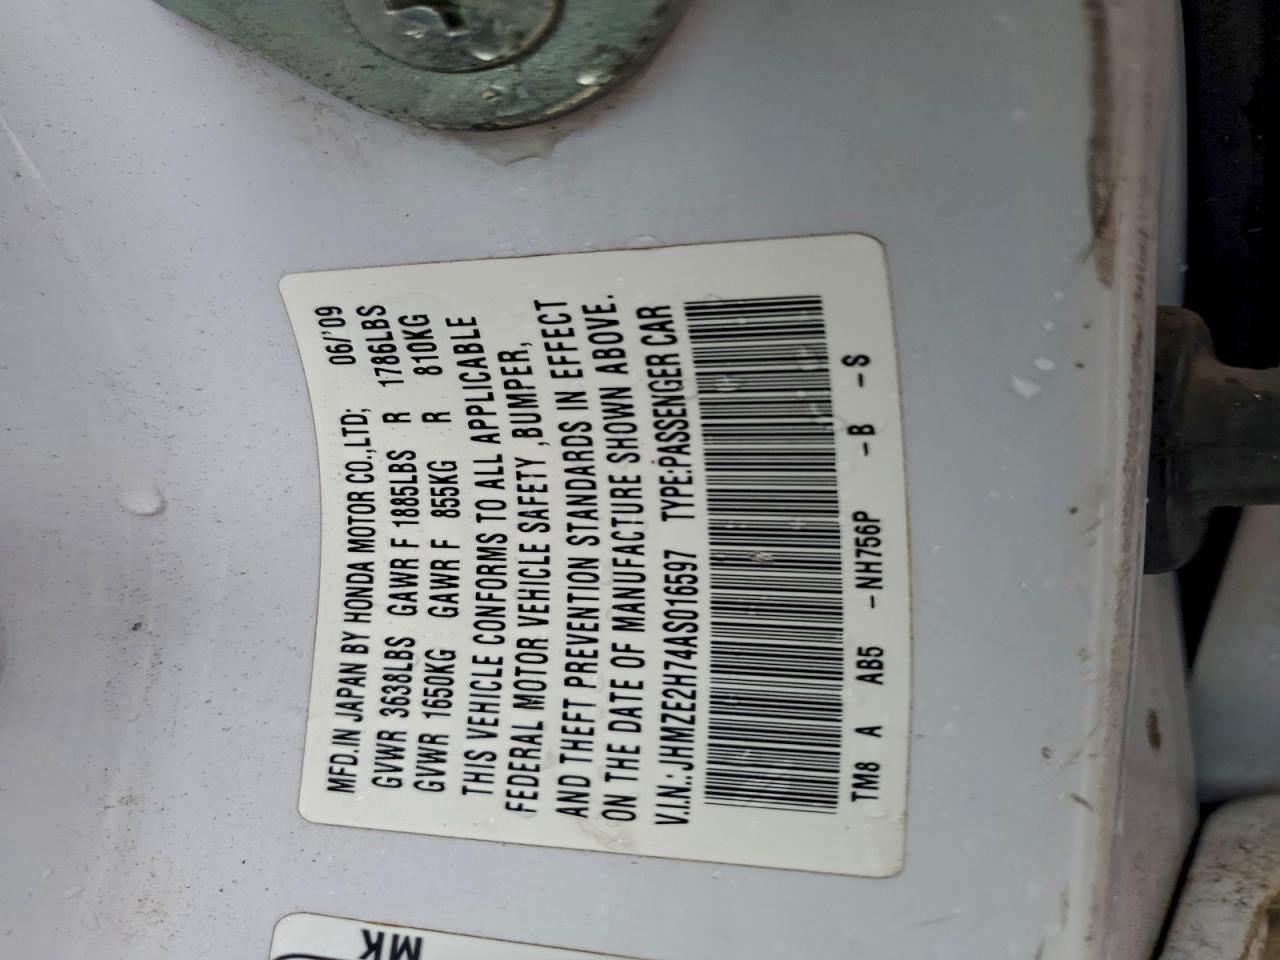 MFD.IN JAPAN BY HONDA MOTOR CO.,LTD; 06/'09
GVWR 3638LBS GAWR F 1885LBS R 1786LBS
GVWR 1650KG GAWR F 855KG R 810KG
THIS VEHICLE CONFORMS TO ALL APPLICABLE
FEDERAL MOTOR VEHICLE SAFETY ,BUMPER,
AND THEFT PREVENTION STANDARDS IN EFFECT
ON THE DATE OF MANUFACTURE SHOWN ABOVE.
V.I.N.: JHMZE2H74AS016597 TYPE:PASSENGER CAR
TM8 A AB5 -NH756P -B -S
MK